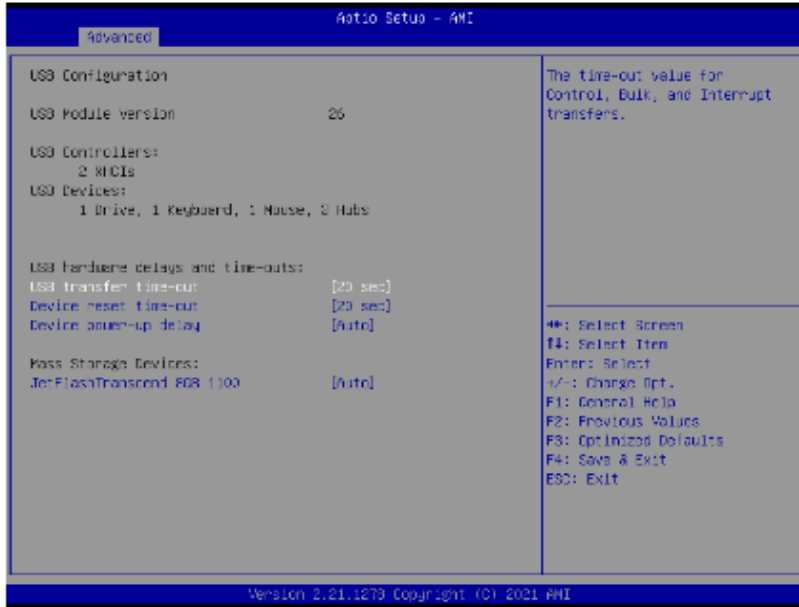 Aptio Setup - AMI
Advanced
USB Configuration
USB Module Version 26
USB Controllers:
2 XHCIs
USB Devices:
1 Drive, 1 Keyboard, 1 Mouse, 3 Hubs
USB hardware delays and time-outs:
USB transfer time-out [20 sec]
Device reset time-out [20 sec]
Device power-up delay [Auto]
Mass Storage Devices:
JetFlashTranscend 8GB 1100 [Auto]
The time-out value for
Control, Bulk, and Interrupt
transfers.
→←: Select Screen
↑↓: Select Item
Enter: Select
+/-: Change Opt.
F1: General Help
F2: Previous Values
F3: Optimized Defaults
F4: Save & Exit
ESC: Exit
Version 2.21.1278 Copyright (C) 2021 AMI